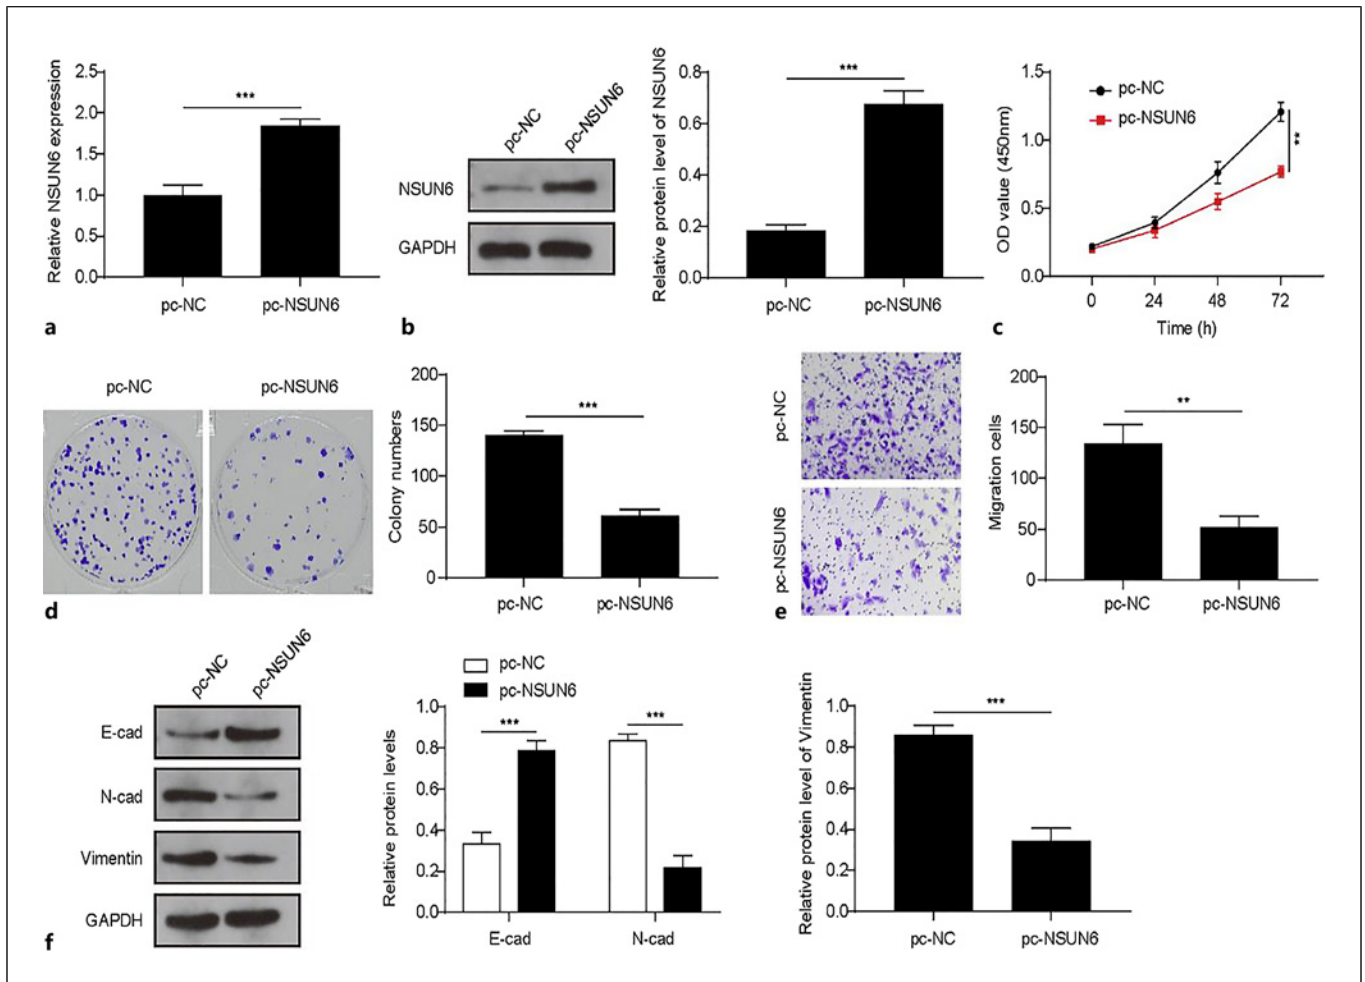 Relative NSUN6 expression
2.5
2.0
1.5
1.0
0.5
0.0
***
pc-NC
pc-NSUN6
a
pc-NC
pc-NSUN6
NSUN6
GAPDH
b
Relative protein level of NSUN6
0.8
0.6
0.4
0.2
0.0
***
pc-NC
pc-NSUN6
OD value (450nm)
1.5
1.0
0.5
0.0
pc-NC
pc-NSUN6
**
0
24
48
72
Time (h)
c
pc-NC
pc-NSUN6
d
Colony numbers
200
150
100
50
0
***
pc-NC
pc-NSUN6
pc-NC
pc-NSUN6
e
Migration cells
200
150
100
50
0
**
pc-NC
pc-NSUN6
pc-NC
pc-NSUN6
E-cad
N-cad
Vimentin
GAPDH
f
pc-NC
pc-NSUN6
Relative protein levels
1.0
0.8
0.6
0.4
0.2
0.0
***
***
E-cad
N-cad
Relative protein level of Vimentin
1.0
0.8
0.6
0.4
0.2
0.0
***
pc-NC
pc-NSUN6